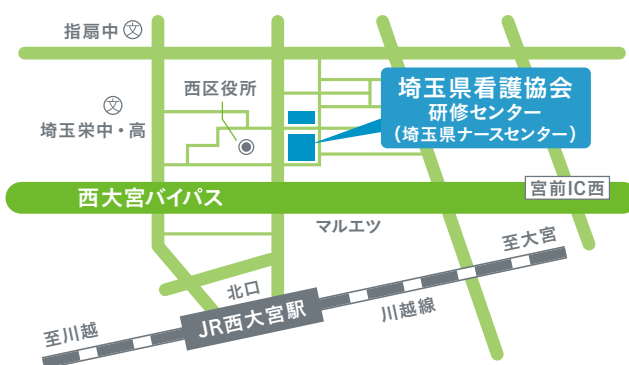 指扇中 文
西区役所
文
埼玉栄中・高
埼玉県看護協会
研修センター
（埼玉県ナースセンター）
宮前IC西
西大宮バイパス
マルエツ
至大宮
北口
川越線
JR西大宮駅
至川越